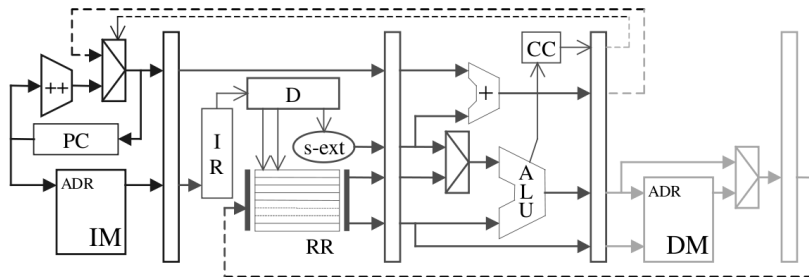 CC
++
D
+
PC
I
R
s-ext
A
L
U
ADR
IM
RR
ADR
DM